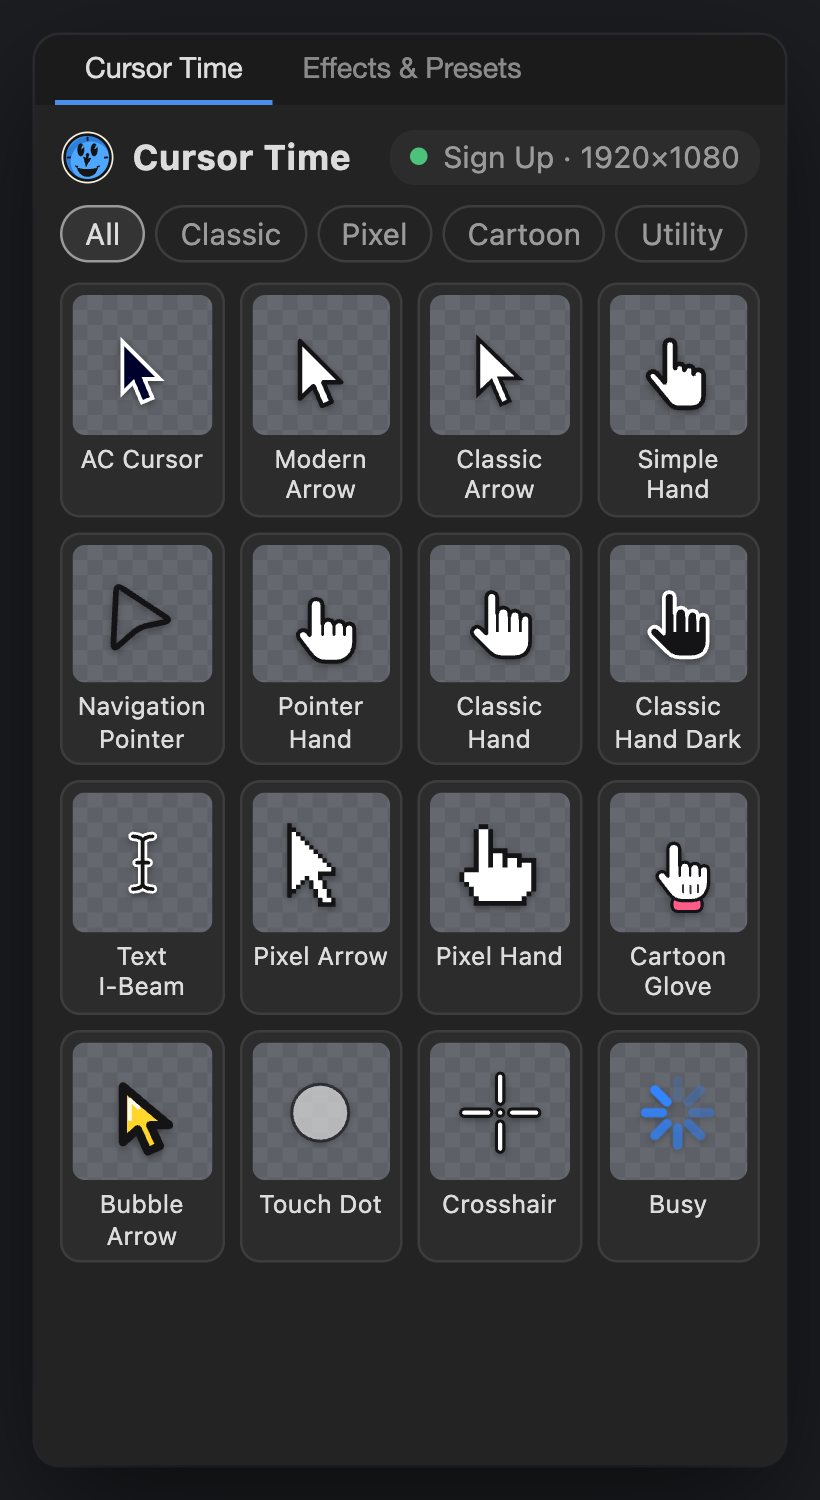 Cursor Time
Effects & Presets
Cursor Time
Sign Up · 1920×1080
All
Classic
Pixel
Cartoon
Utility
AC Cursor
Modern
Arrow
Classic
Arrow
Simple
Hand
Navigation
Pointer
Pointer
Hand
Classic
Hand
Classic
Hand Dark
Text
I-Beam
Pixel Arrow
Pixel Hand
Cartoon
Glove
Bubble
Arrow
Touch Dot
Crosshair
Busy